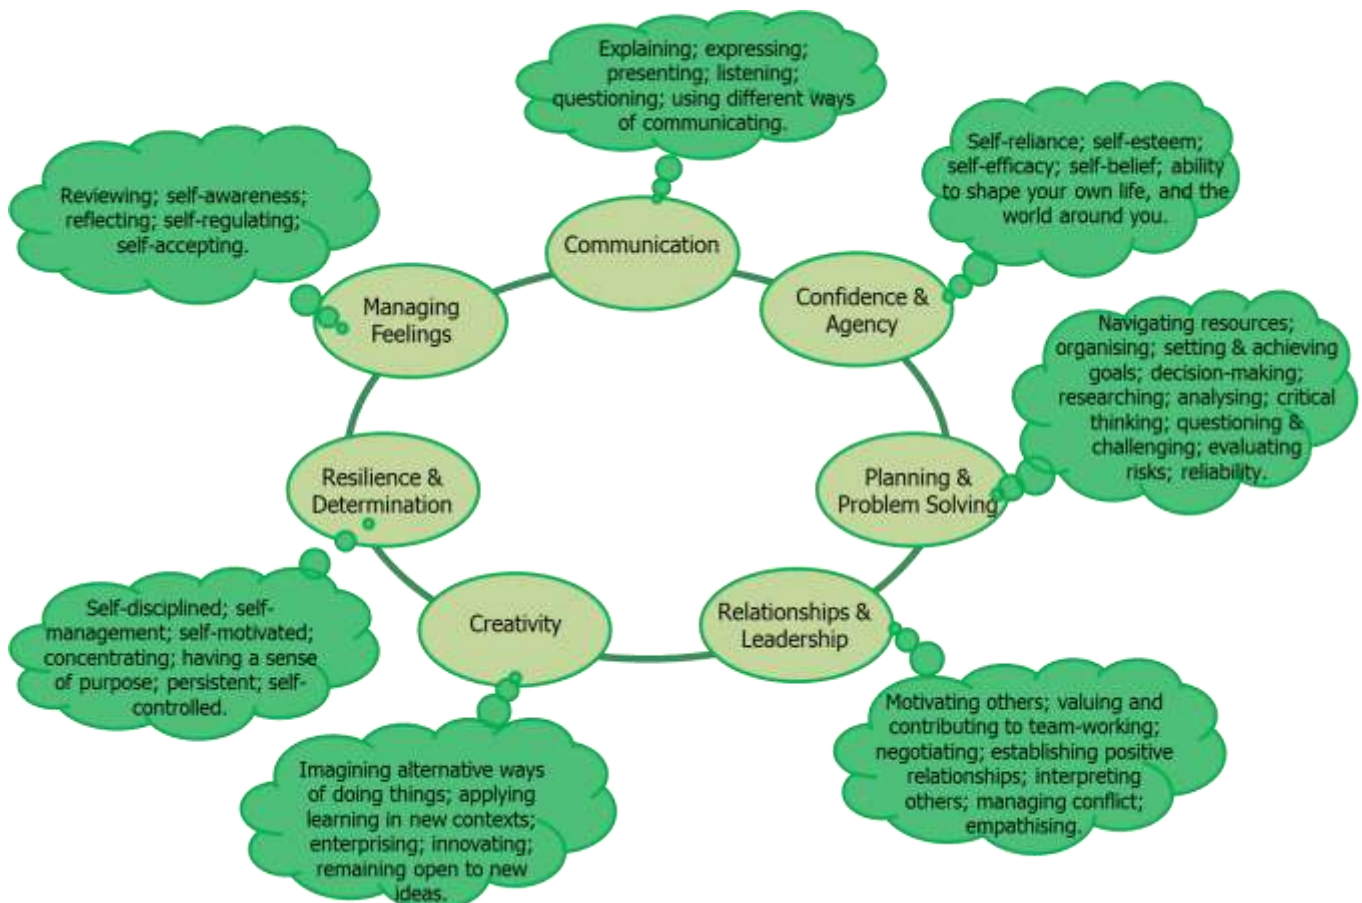 Explaining; expressing;
presenting; listening;
questioning; using different ways
of communicating.
Communication
Self-reliance; self-esteem;
self-efficacy; self-belief; ability
to shape your own life, and the
world around you.
Confidence &
Agency
Navigating resources;
organising; setting & achieving
goals; decision-making;
researching; analysing; critical
thinking; questioning &
challenging; evaluating
risks; reliability.
Planning &
Problem Solving
Motivating others; valuing and
contributing to team-working;
negotiating; establishing positive
relationships; interpreting
others; managing conflict;
empathising.
Relationships &
Leadership
Imagining alternative ways
of doing things; applying
learning in new contexts;
enterprising; innovating;
remaining open to new
ideas.
Creativity
Self-disciplined; self-
management; self-motivated;
concentrating; having a sense
of purpose; persistent; self-
controlled.
Resilience &
Determination
Reviewing; self-awareness;
reflecting; self-regulating;
self-accepting.
Managing
Feelings